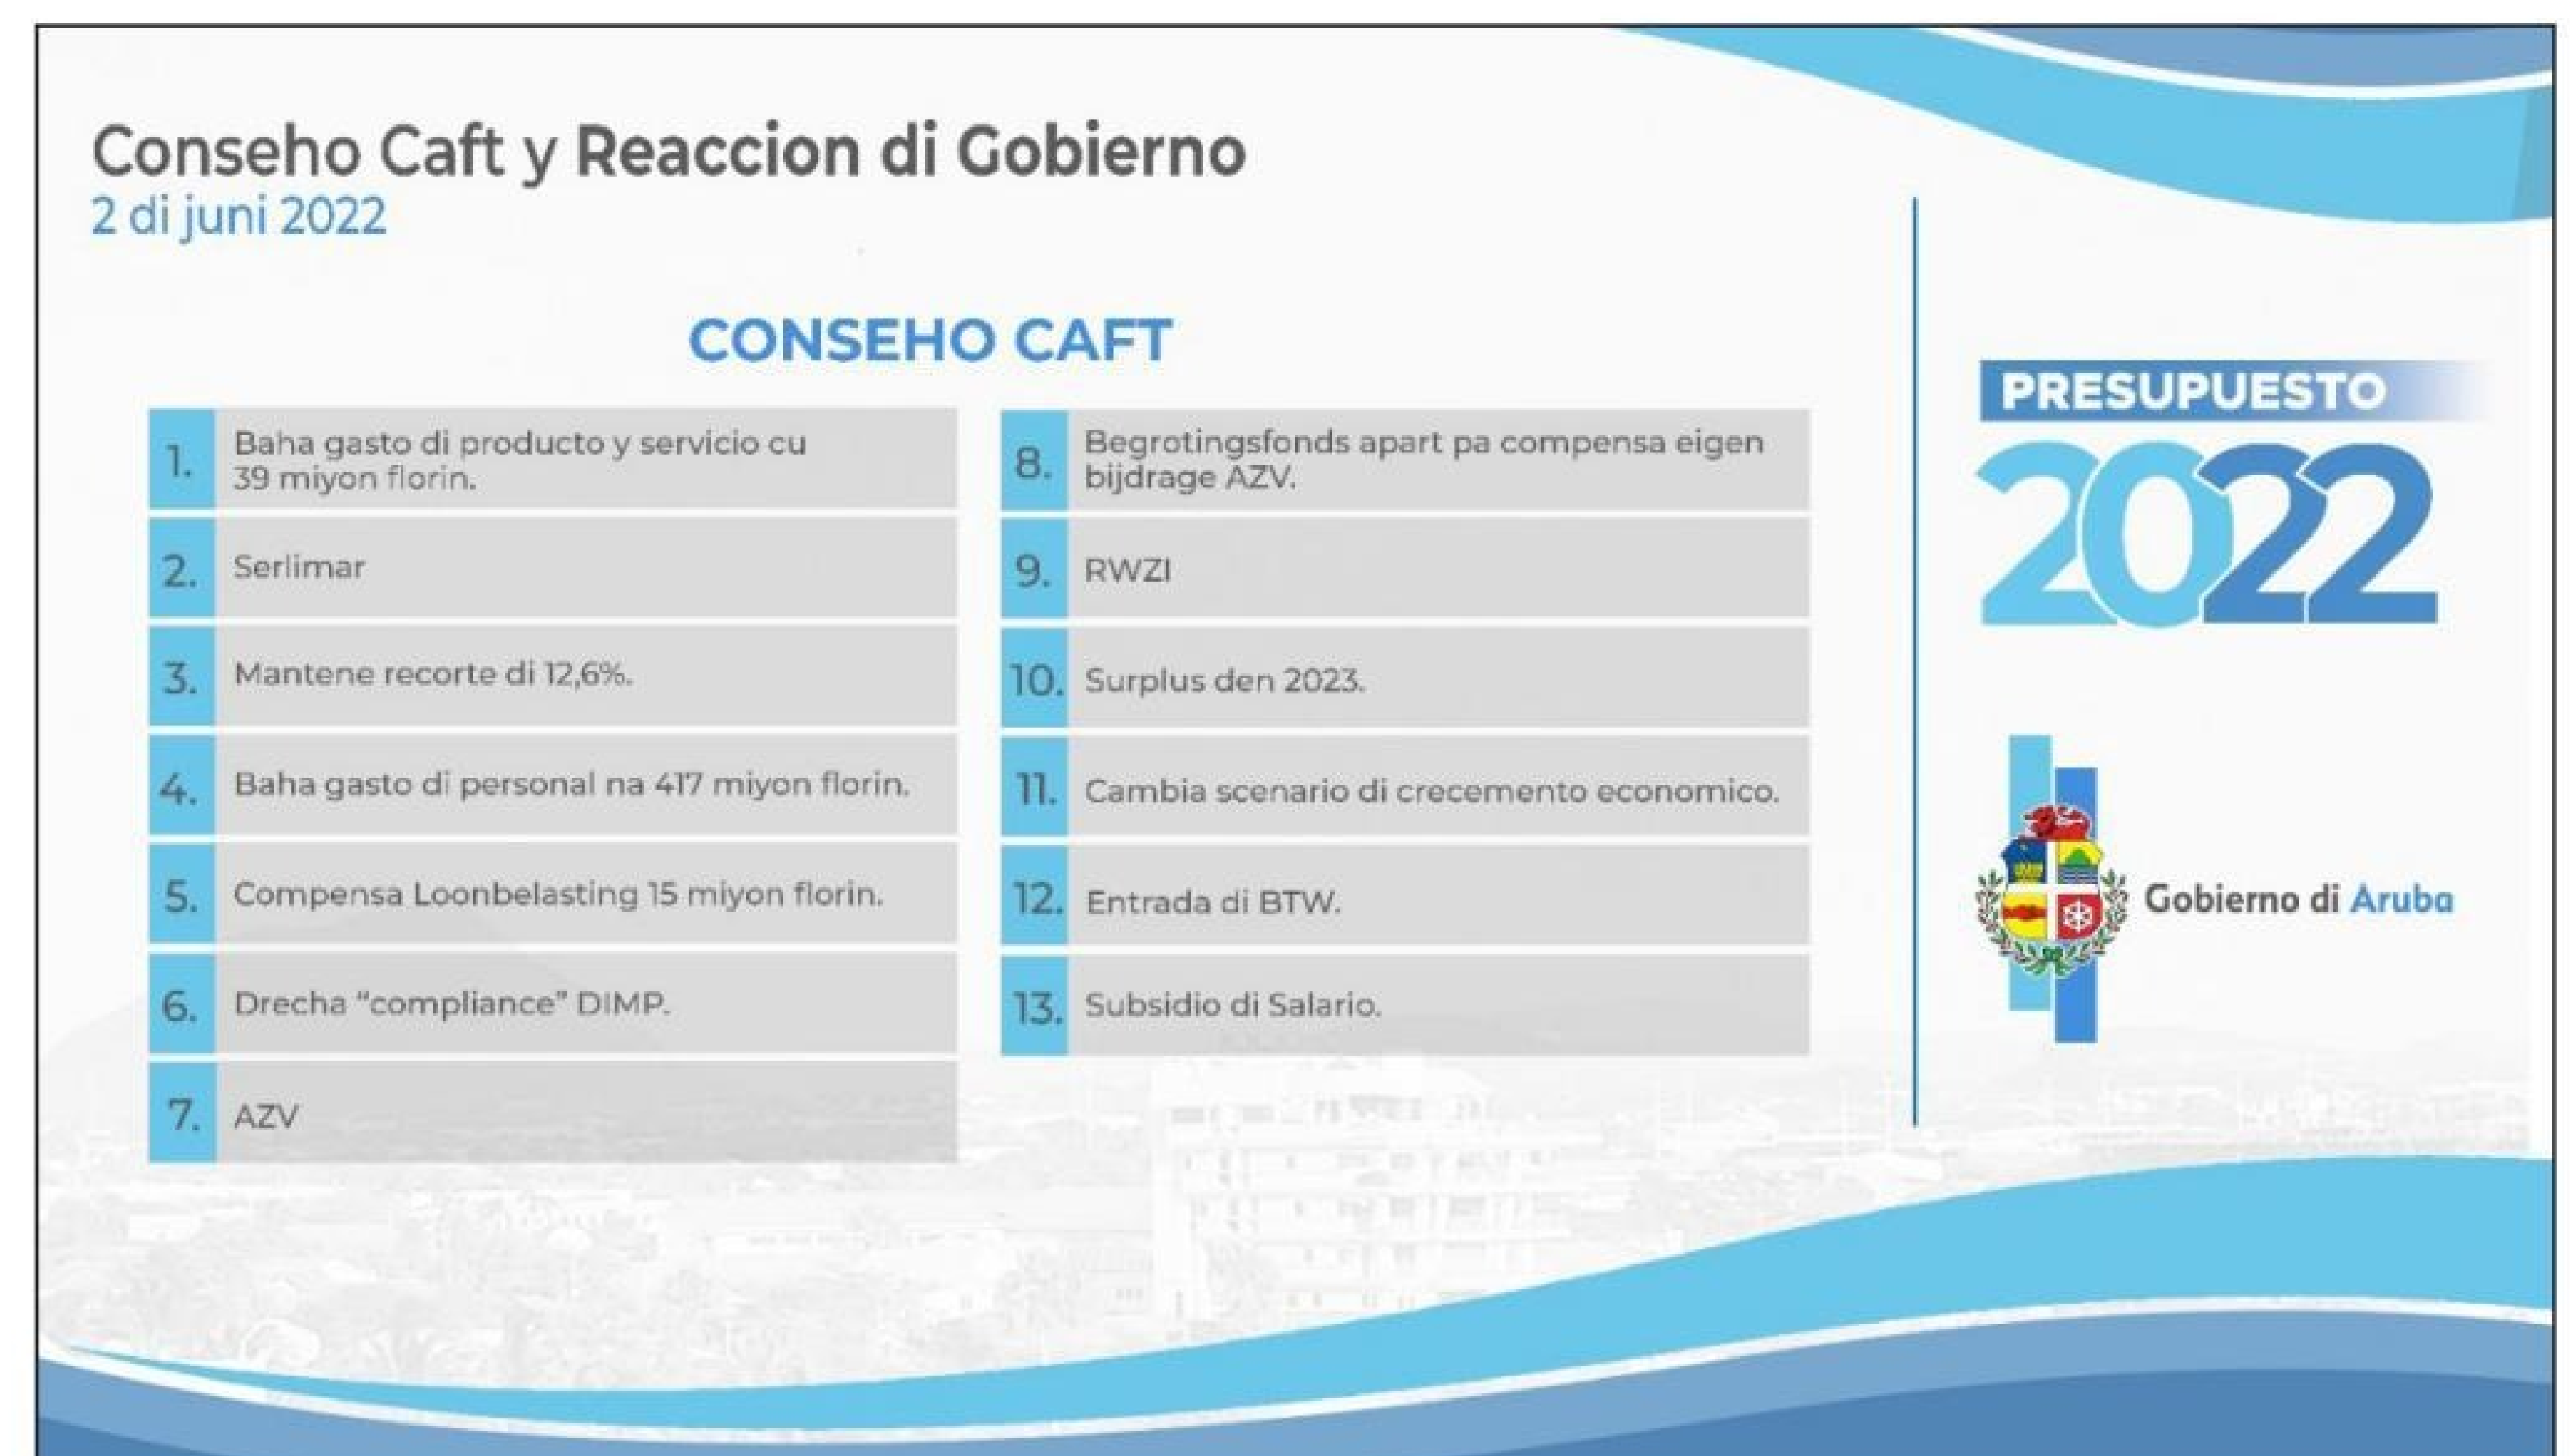 Conseho Caft y Reaccion di Gobierno
2 di juni 2022
CONSEHO CAFT
1. Baha gasto di producto y servicio cu
39 miyon florin.
2. Serlimar
3. Mantene recorte di 12,6%.
4. Baha gasto di personal na 417 miyon florin.
5. Compensa Loonbelasting 15 miyon florin.
6. Drecha “compliance” DIMP.
7. AZV
8. Begrotingsfonds apart pa compensa eigen
bijdrage AZV.
9. RWZI
10. Surplus den 2023.
11. Cambia scenario di crecemento economico.
12. Entrada di BTW.
13. Subsidio di Salario.
PRESUPUESTO
2022
Gobierno di Aruba